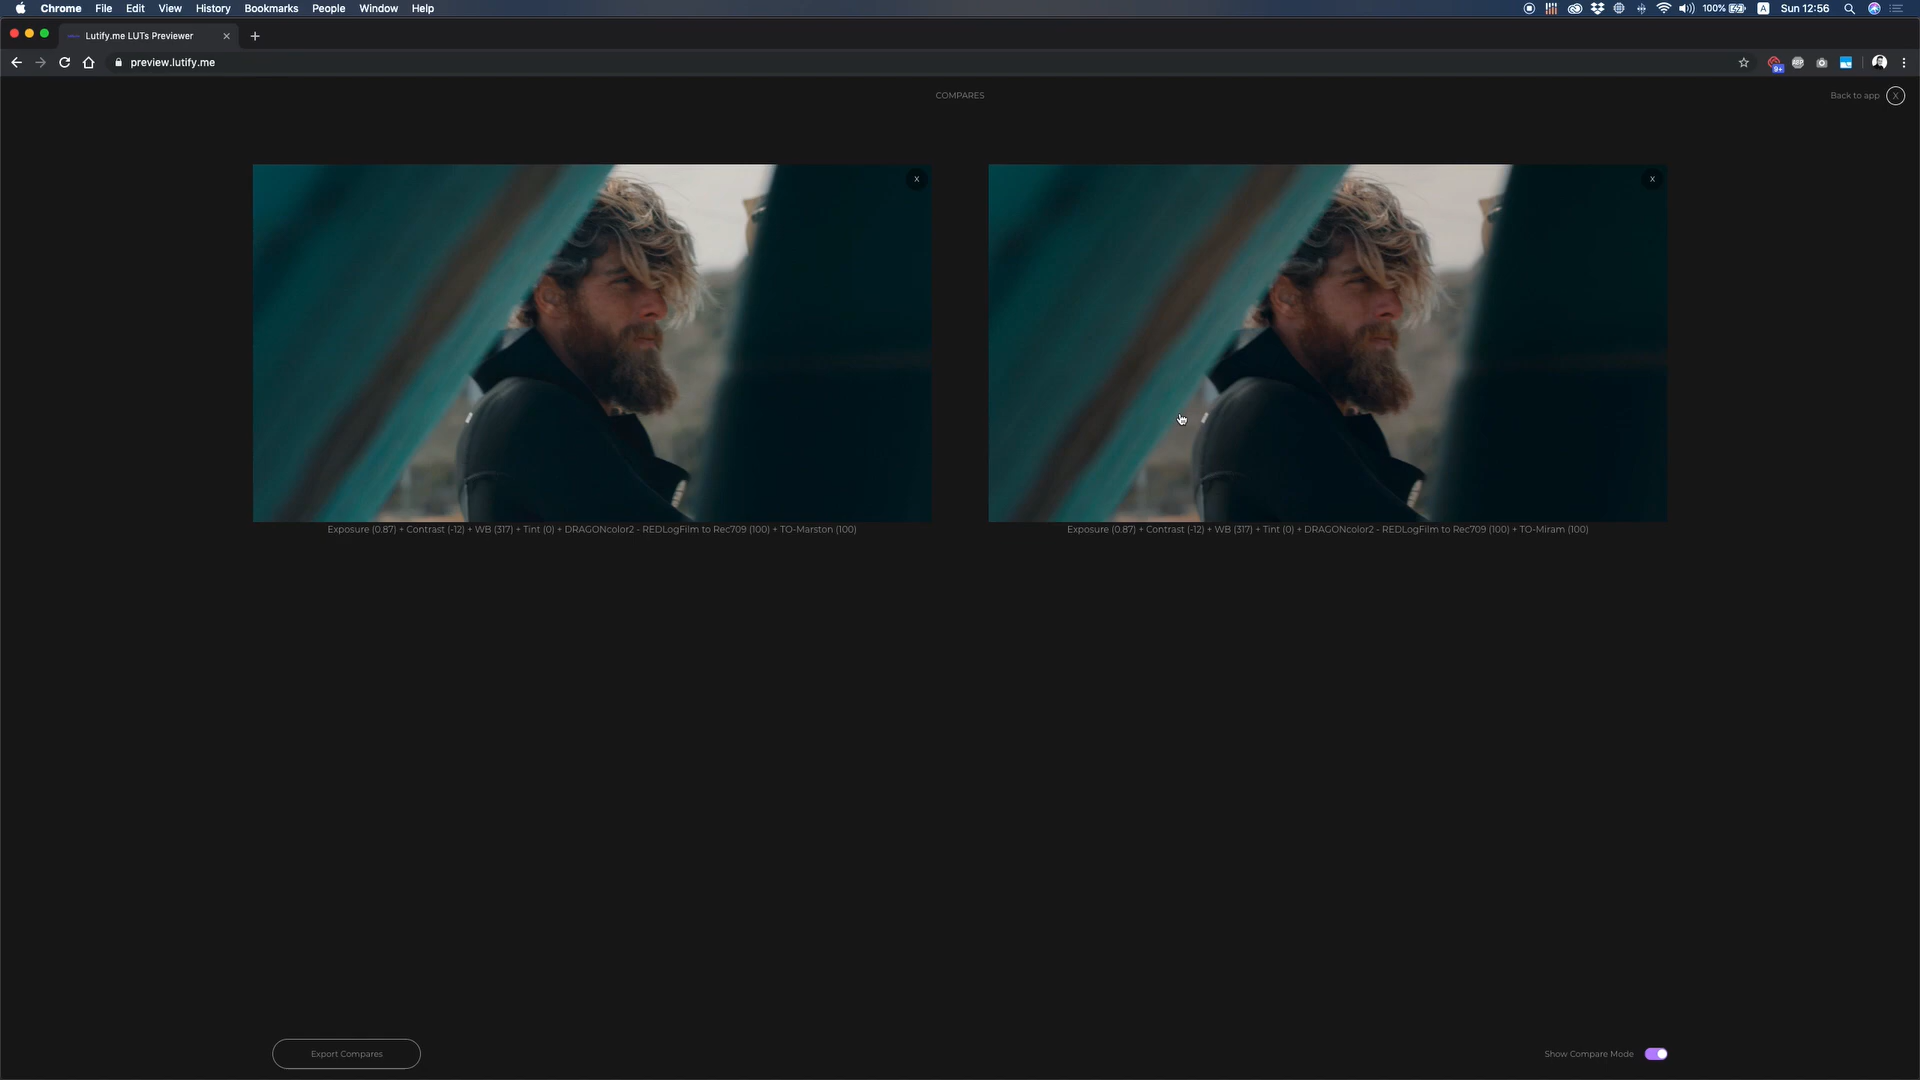 Chrome File Edit View History Bookmarks People Window Help
100% A Sun 12:56
Lutify.me LUTs Previewer
preview.lutify.me
9+ ABP
COMPARES
Back to app X
X X
Exposure (0.87) + Contrast (-12) + WB (317) + Tint (0) + DRAGONcolor2 - REDLogFilm to Rec709 (100) + TO-Marston (100)
Exposure (0.87) + Contrast (-12) + WB (317) + Tint (0) + DRAGONcolor2 - REDLogFilm to Rec709 (100) + TO-Miram (100)
Export Compares
Show Compare Mode